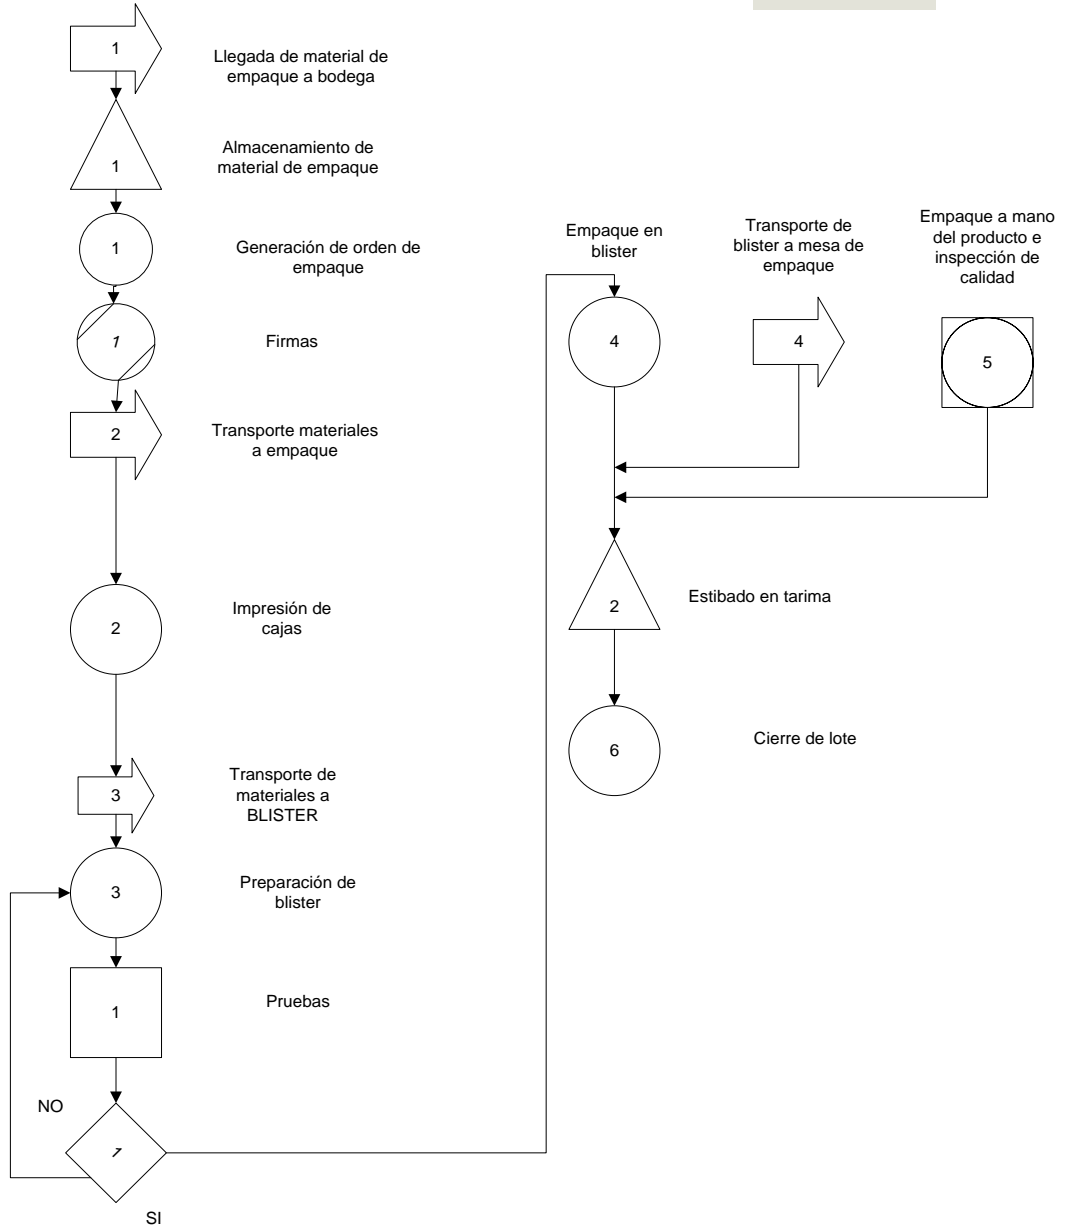 1
Llegada de material de
empaque a bodega
1
Almacenamiento de
material de empaque
1
Generación de orden de
empaque
1
Firmas
2
Transporte materiales
a empaque
2
Impresión de
cajas
3
Transporte de
materiales a
BLISTER
3
Preparación de
blister
1
Pruebas
NO
1
SI
Empaque en
blister
4
Transporte de
blister a mesa de
empaque
4
Empaque a mano
del producto e
inspección de
calidad
5
2
Estibado en tarima
6
Cierre de lote